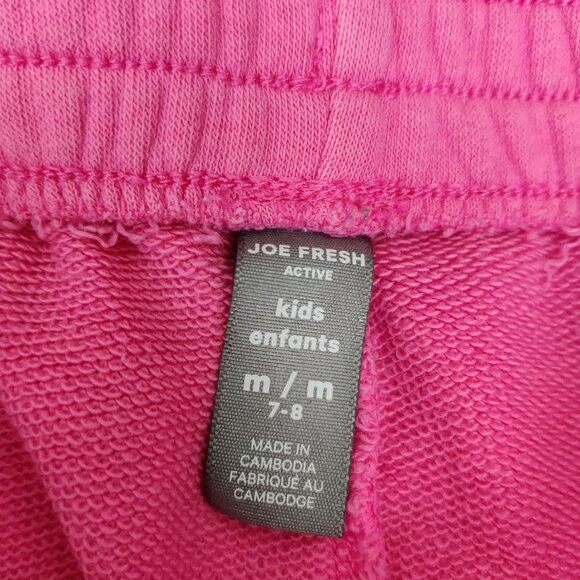 JOE FRESH
ACTIVE
kids
enfants
m / m
7-8
MADE IN
CAMBODIA
FABRIQUÉ AU
CAMBODGE